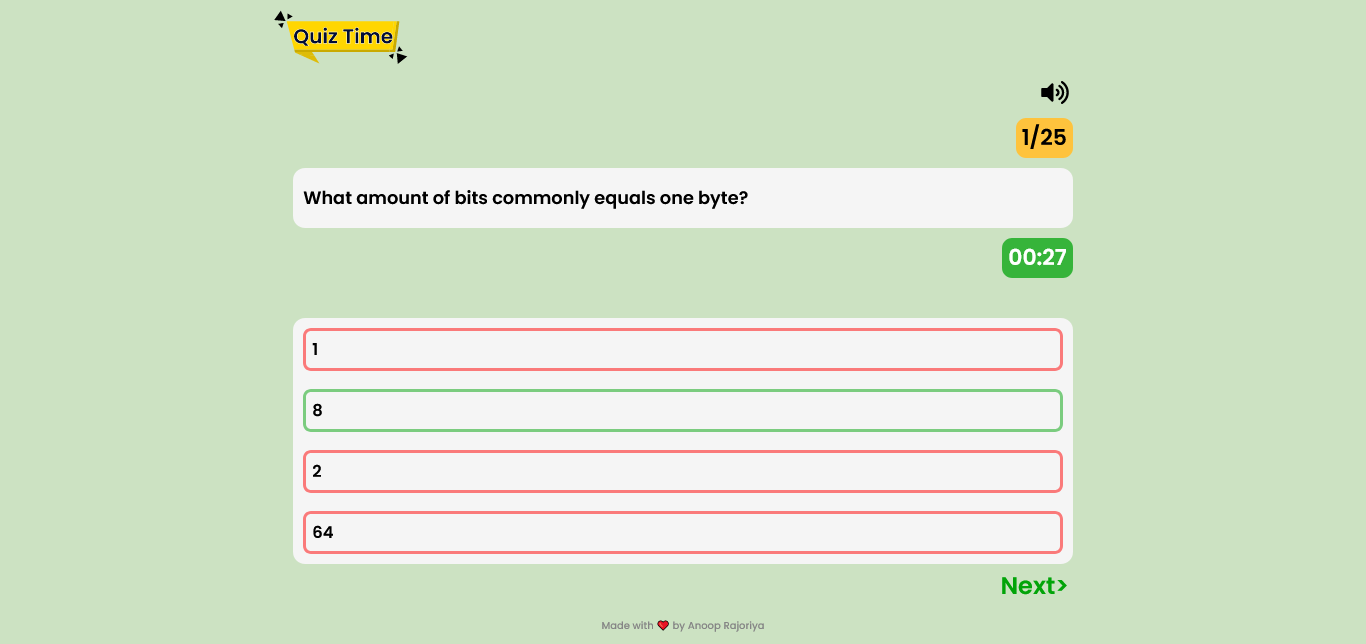 Quiz Time
1/25
What amount of bits commonly equals one byte?
00:27
1
8
2
64
Next>
Made with ❤ by Anoop Rajoriya